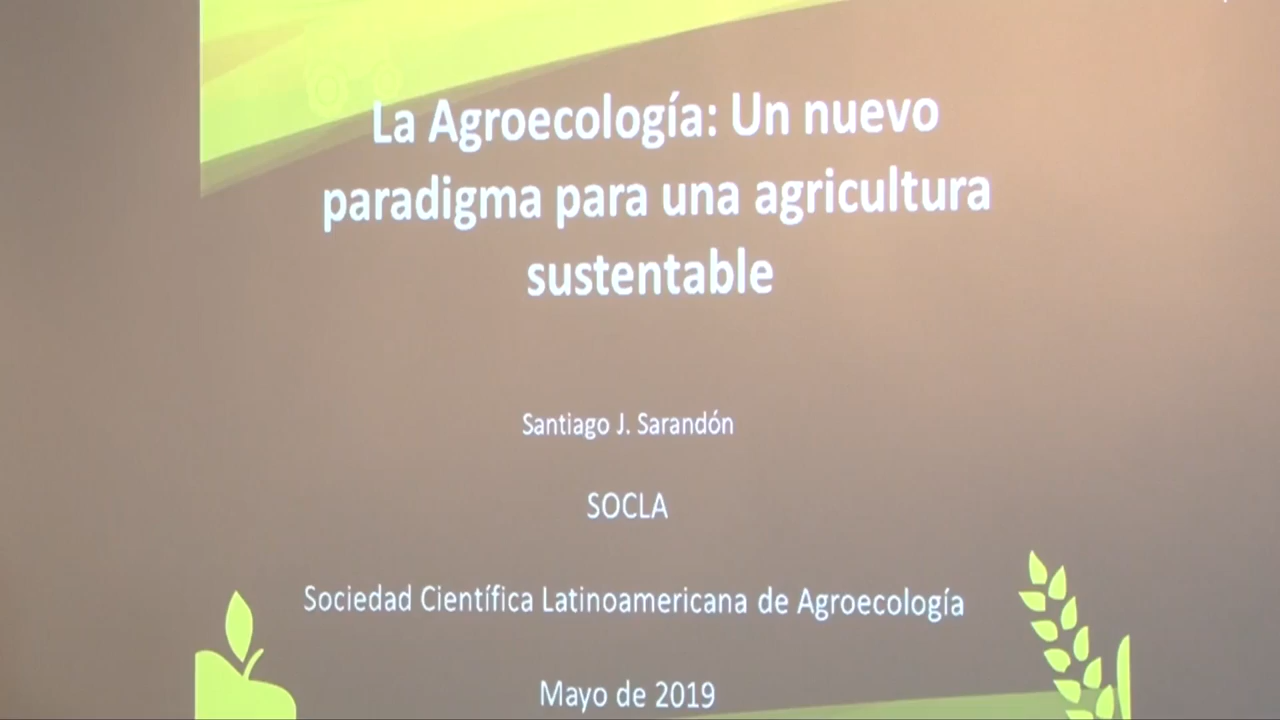 La Agroecología: Un nuevo
paradigma para una agricultura
sustentable
Santiago J. Sarandón
SOCLA
Sociedad Científica Latinoamericana de Agroecología
Mayo de 2019